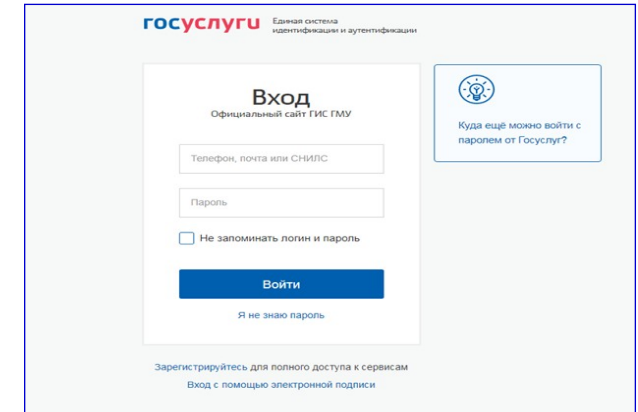 госуслуги
Единая система
идентификации и аутентификации
Вход
Официальный сайт ГИС ГМУ
Телефон, почта или СНИЛС
Пароль
Не запоминать логин и пароль
Войти
Я не знаю пароль
Куда ещё можно войти с
паролем от Госуслуг?
Зарегистрируйтесь для полного доступа к сервисам
Вход с помощью электронной подписи